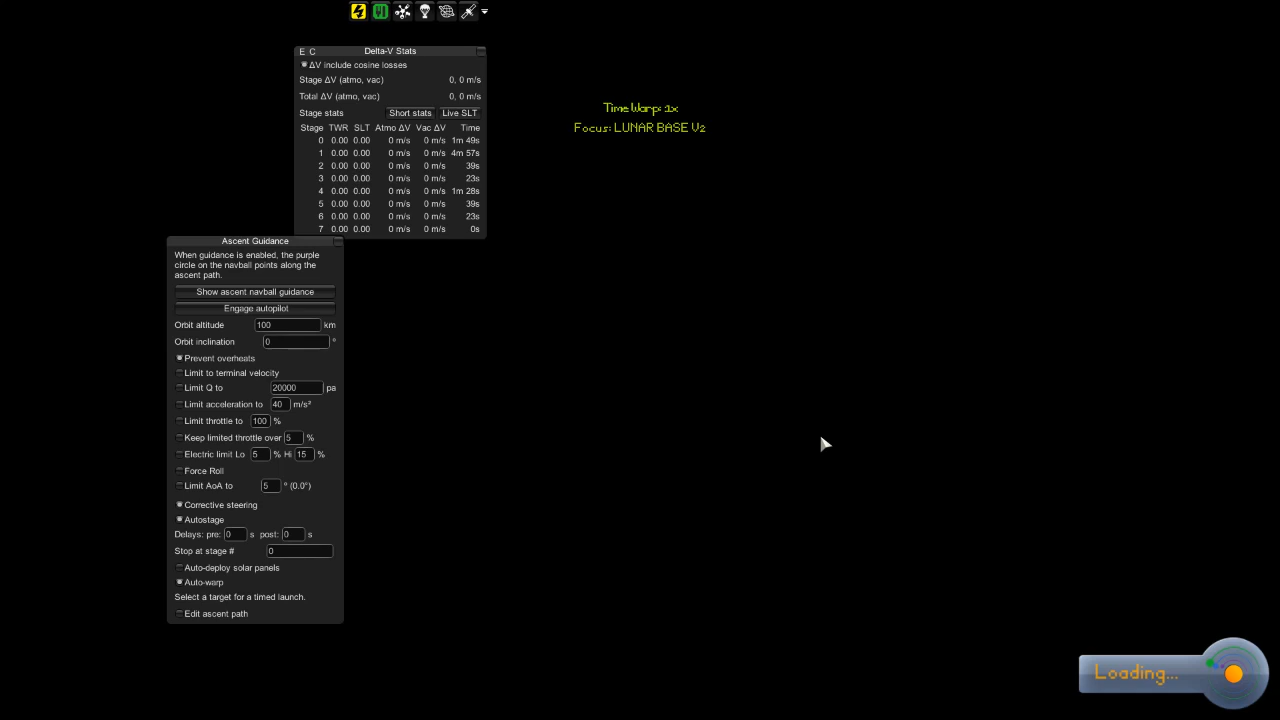 E C Delta-V Stats
ΔV include cosine losses
Stage ΔV (atmo, vac) 0, 0 m/s
Total ΔV (atmo, vac) 0, 0 m/s
Stage stats Short stats Live SLT
Stage TWR SLT Atmo ΔV Vac ΔV Time
0 0.00 0.00 0 m/s 0 m/s 1m 49s
1 0.00 0.00 0 m/s 0 m/s 4m 57s
2 0.00 0.00 0 m/s 0 m/s 39s
3 0.00 0.00 0 m/s 0 m/s 23s
4 0.00 0.00 0 m/s 0 m/s 1m 28s
5 0.00 0.00 0 m/s 0 m/s 39s
6 0.00 0.00 0 m/s 0 m/s 23s
7 0.00 0.00 0 m/s 0 m/s 0s
Time Warp: 1x
Focus: LUNAR BASE V2
Ascent Guidance
When guidance is enabled, the purple
circle on the navball points along the
ascent path.
Show ascent navball guidance
Engage autopilot
Orbit altitude 100 km
Orbit inclination 0 °
Prevent overheats
Limit to terminal velocity
Limit Q to 20000 pa
Limit acceleration to 40 m/s²
Limit throttle to 100 %
Keep limited throttle over 5 %
Electric limit Lo 5 % Hi 15 %
Force Roll
Limit AoA to 5 ° (0.0°)
Corrective steering
Autostage
Delays: pre: 0 s post: 0 s
Stop at stage # 0
Auto-deploy solar panels
Auto-warp
Select a target for a timed launch.
Edit ascent path
Loading...